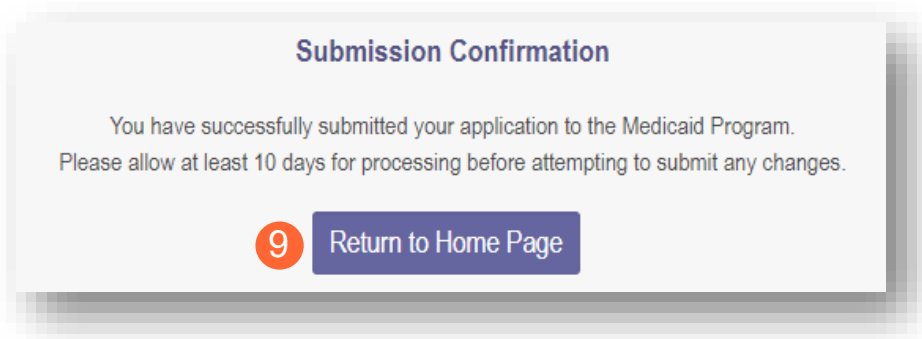 Submission Confirmation
You have successfully submitted your application to the Medicaid Program.
Please allow at least 10 days for processing before attempting to submit any changes.
9 Return to Home Page